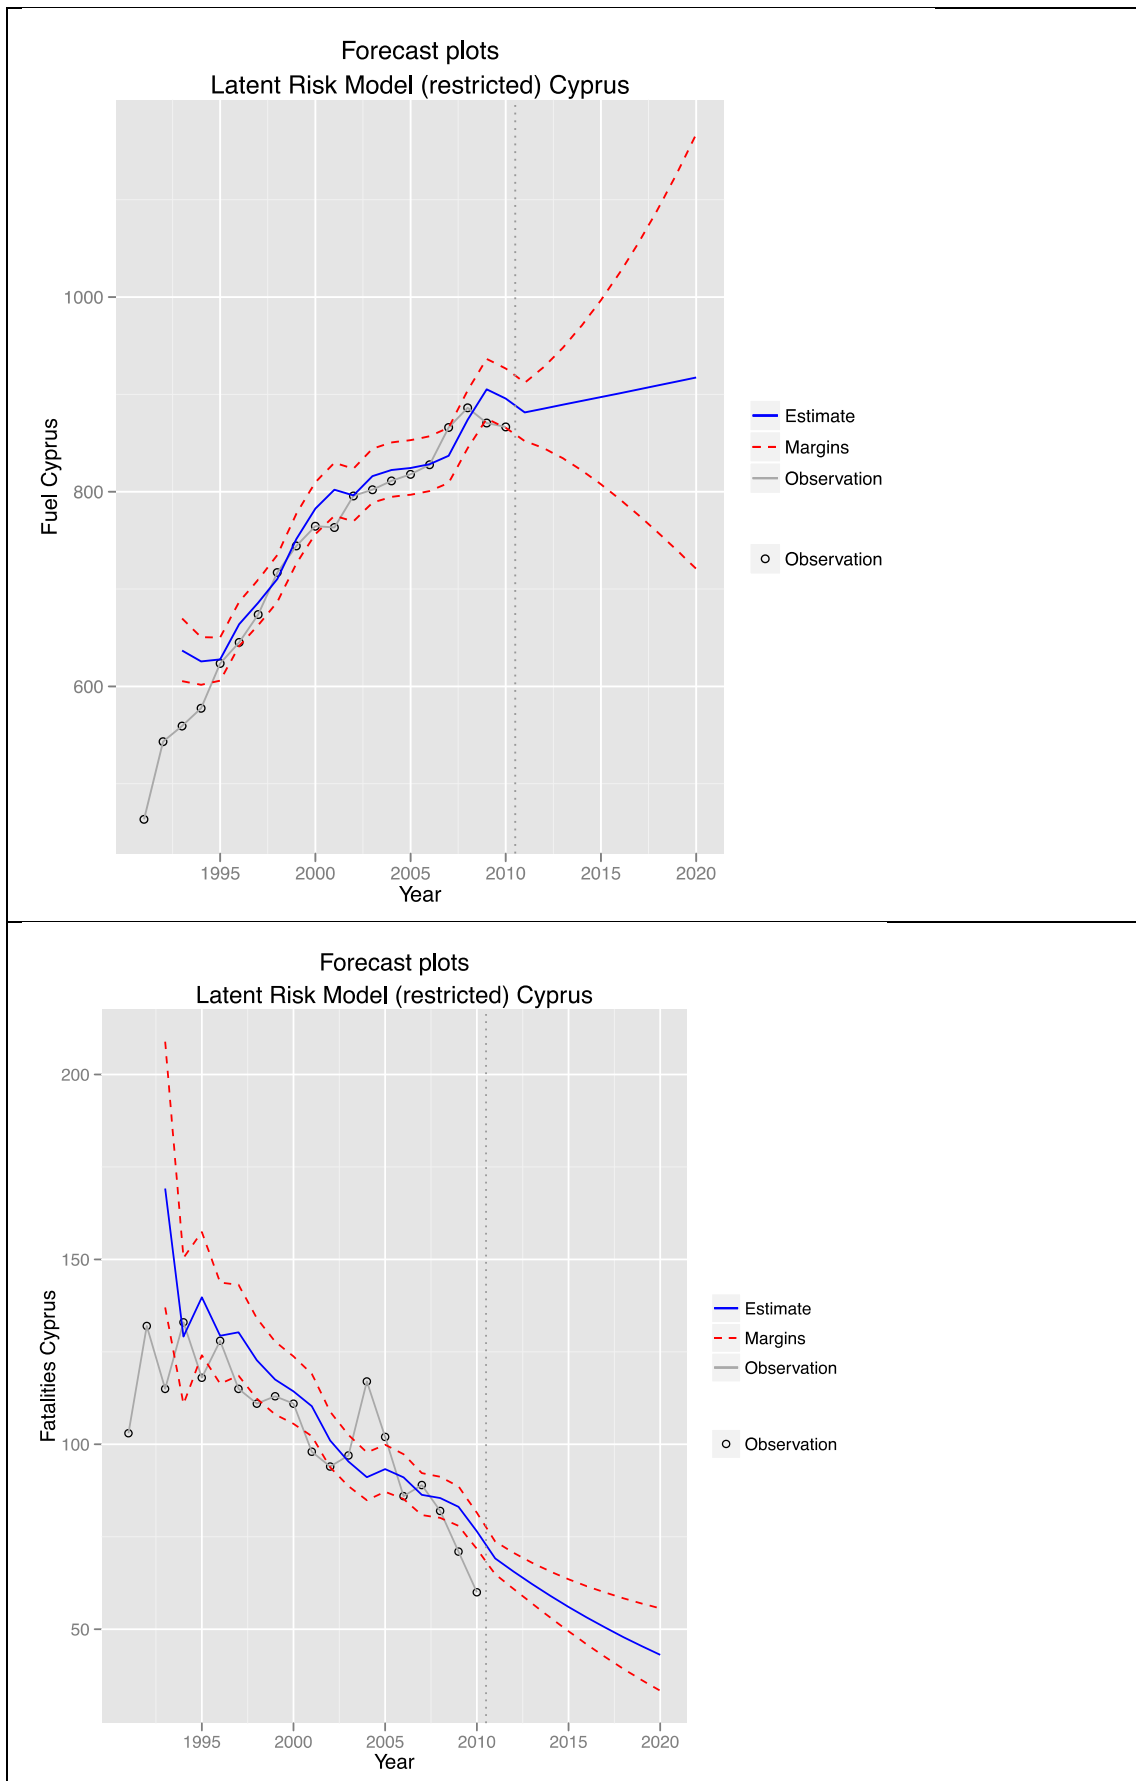 Forecast plots
Latent Risk Model (restricted) Cyprus
1000
800
600
Fuel Cyprus
1995 2000 2005 2010 2015 2020
Year
Estimate
Margins
Observation
Observation
Forecast plots
Latent Risk Model (restricted) Cyprus
200
150
100
50
Fatalities Cyprus
1995 2000 2005 2010 2015 2020
Year
Estimate
Margins
Observation
Observation